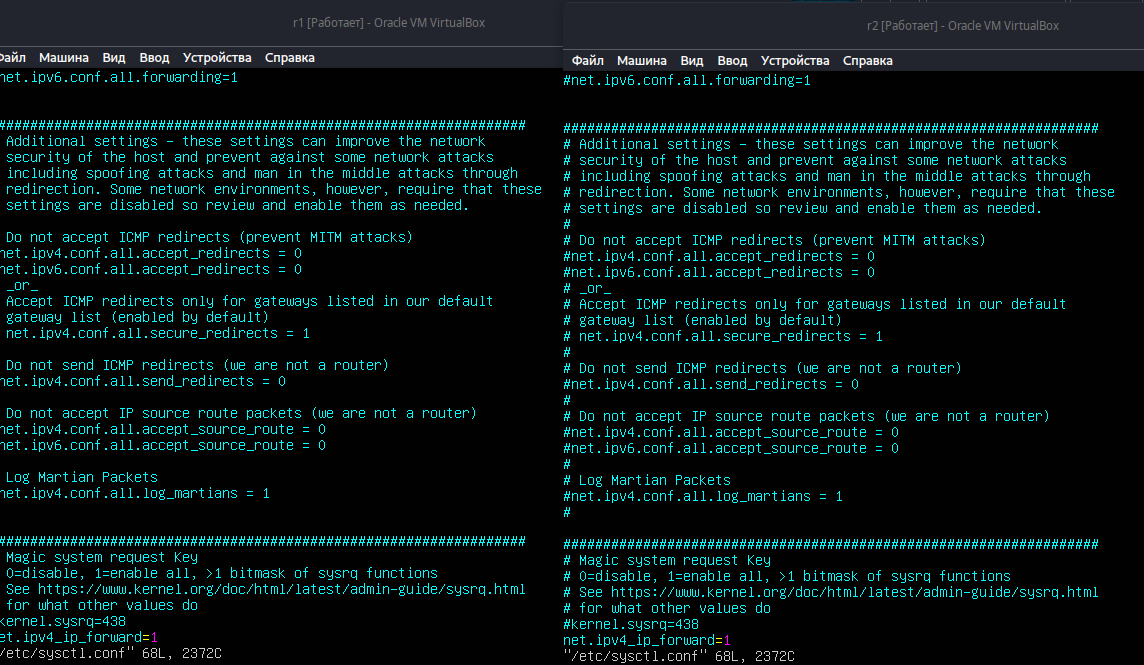 r1 [Работает] - Oracle VM VirtualBox
айл Машина Вид Ввод Устройства Справка
net.ipv6.conf.all.forwarding=1
###################################################################
Additional settings – these settings can improve the network
security of the host and prevent against some network attacks
including spoofing attacks and man in the middle attacks through
redirection. Some network environments, however, require that these
settings are disabled so review and enable them as needed.
Do not accept ICMP redirects (prevent MITM attacks)
net.ipv4.conf.all.accept_redirects = 0
net.ipv6.conf.all.accept_redirects = 0
_or_
Accept ICMP redirects only for gateways listed in our default
gateway list (enabled by default)
net.ipv4.conf.all.secure_redirects = 1
Do not send ICMP redirects (we are not a router)
net.ipv4.conf.all.send_redirects = 0
Do not accept IP source route packets (we are not a router)
net.ipv4.conf.all.accept_source_route = 0
net.ipv6.conf.all.accept_source_route = 0
Log Martian Packets
net.ipv4.conf.all.log_martians = 1
###################################################################
Magic system request Key
0=disable, 1=enable all, >1 bitmask of sysrq functions
See https://www.kernel.org/doc/html/latest/admin-guide/sysrq.html
for what other values do
kernel.sysrq=438
et.ipv4_ip_forward=1
/etc/sysctl.conf" 68L, 2372C
r2 [Работает] - Oracle VM VirtualBox
Файл Машина Вид Ввод Устройства Справка
#net.ipv6.conf.all.forwarding=1
###################################################################
# Additional settings – these settings can improve the network
# security of the host and prevent against some network attacks
# including spoofing attacks and man in the middle attacks through
# redirection. Some network environments, however, require that these
# settings are disabled so review and enable them as needed.
#
# Do not accept ICMP redirects (prevent MITM attacks)
#net.ipv4.conf.all.accept_redirects = 0
#net.ipv6.conf.all.accept_redirects = 0
# _or_
# Accept ICMP redirects only for gateways listed in our default
# gateway list (enabled by default)
# net.ipv4.conf.all.secure_redirects = 1
#
# Do not send ICMP redirects (we are not a router)
#net.ipv4.conf.all.send_redirects = 0
#
# Do not accept IP source route packets (we are not a router)
#net.ipv4.conf.all.accept_source_route = 0
#net.ipv6.conf.all.accept_source_route = 0
#
# Log Martian Packets
#net.ipv4.conf.all.log_martians = 1
#
###################################################################
# Magic system request Key
# 0=disable, 1=enable all, >1 bitmask of sysrq functions
# See https://www.kernel.org/doc/html/latest/admin-guide/sysrq.html
# for what other values do
#kernel.sysrq=438
net.ipv4_ip_forward=1
"/etc/sysctl.conf" 68L, 2372C